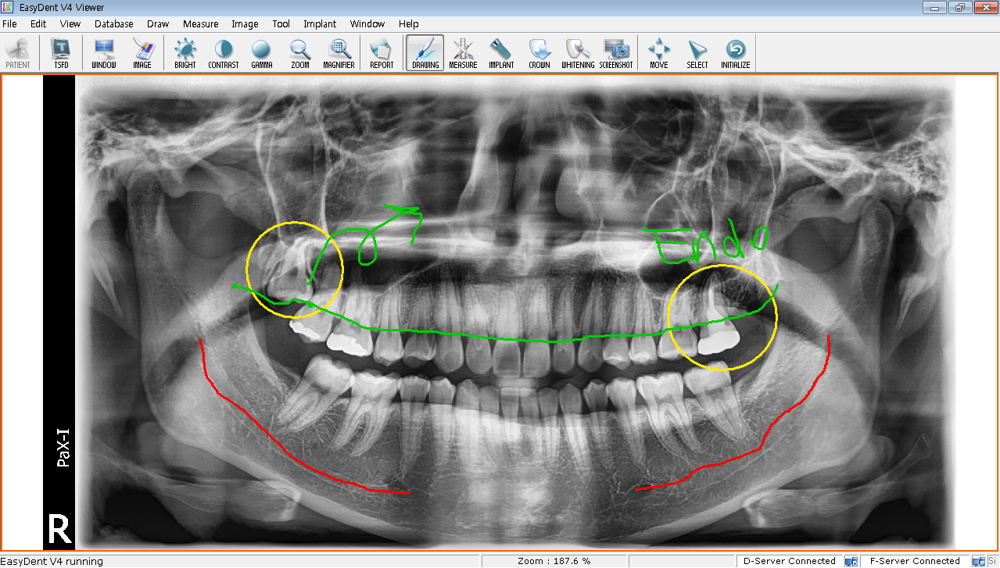 EasyDent V4 Viewer
File Edit View Database Draw Measure Image Tool Implant Window Help
PATIENT TSFD WINDOW IMAGE BRIGHT CONTRAST GAMMA ZOOM MAGNIFIER REPORT DRAWING MEASURE IMPLANT CROWN WHITENING SCREENSHOT MOVE SELECT INITIALIZE
Endo
PaX-I
R
EasyDent V4 running Zoom : 187.6 % D-Server Connected F-Server Connected